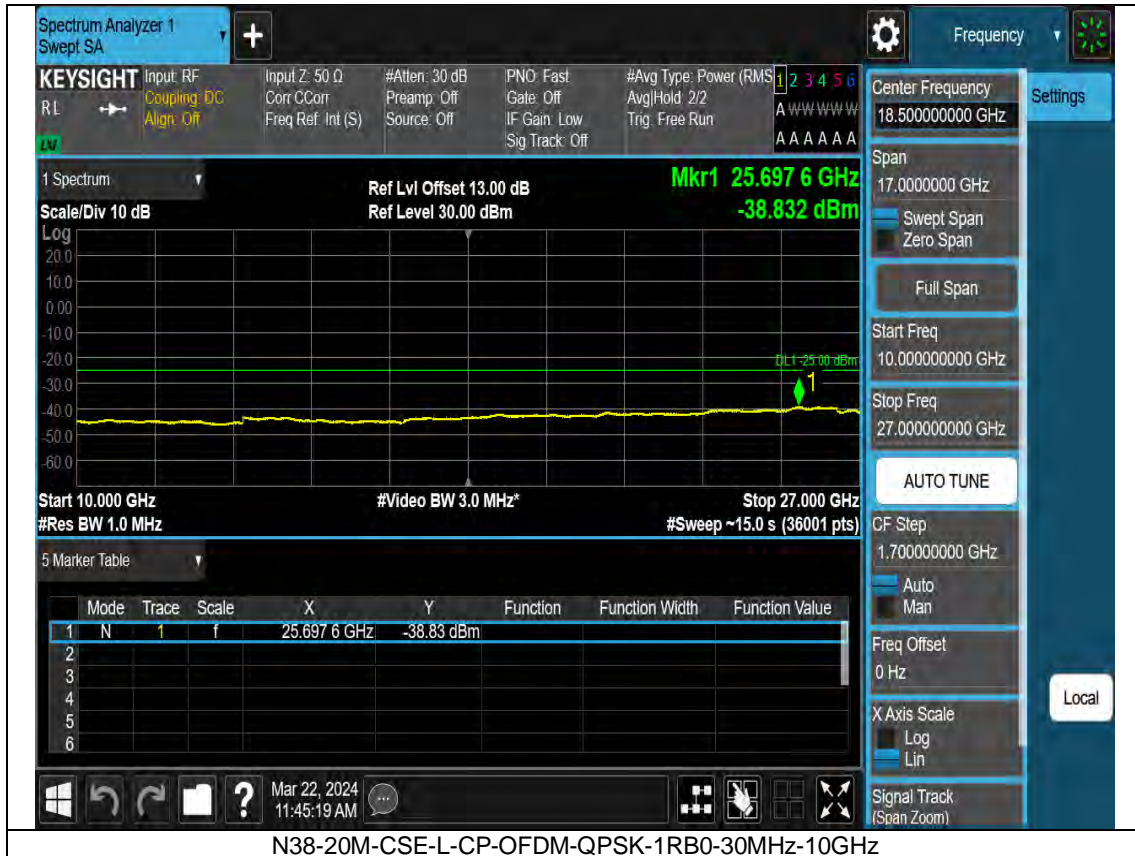 Spectrum Analyzer 1
Swept SA
+
Frequency
KEYSIGHT
RL
LXI
Input: RF
Coupling: DC
Align: Off
Input Z: 50 Ω
Corr CCorr
Freq Ref: Int (S)
#Atten: 30 dB
Preamp: Off
Source: Off
PNO: Fast
Gate: Off
IF Gain: Low
Sig Track: Off
#Avg Type: Power (RMS
Avg|Hold: 2/2
Trig: Free Run
1 2 3 4 5 6
A W W W W W
A A A A A A
1 Spectrum
Scale/Div 10 dB
Ref Lvl Offset 13.00 dB
Ref Level 30.00 dBm
Mkr1 25.697 6 GHz
-38.832 dBm
Log
20.0
10.0
0.00
-10.0
-20.0
-30.0
-40.0
-50.0
-60.0
DL1 -25.00 dBm
1
Start 10.000 GHz
#Video BW 3.0 MHz*
Stop 27.000 GHz
#Res BW 1.0 MHz
#Sweep ~15.0 s (36001 pts)
5 Marker Table
Mode Trace Scale X Y Function Function Width Function Value
1 N 1 f 25.697 6 GHz -38.83 dBm
2
3
4
5
6
Center Frequency
18.500000000 GHz
Settings
Span
17.0000000 GHz
Swept Span
Zero Span
Full Span
Start Freq
10.000000000 GHz
Stop Freq
27.000000000 GHz
AUTO TUNE
CF Step
1.700000000 GHz
Auto
Man
Freq Offset
0 Hz
X Axis Scale
Log
Lin
Local
Signal Track
(Span Zoom)
?
Mar 22, 2024
11:45:19 AM
N38-20M-CSE-L-CP-OFDM-QPSK-1RB0-30MHz-10GHz